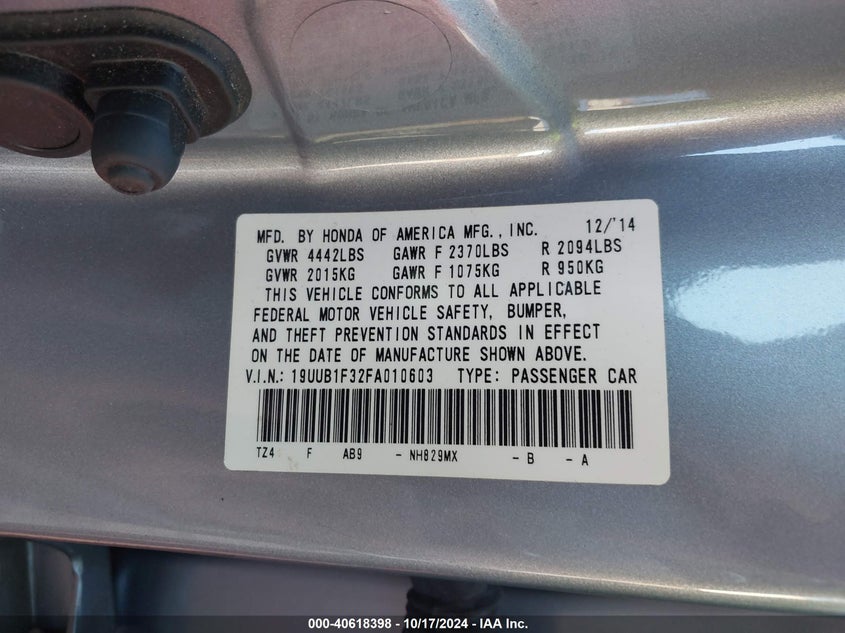 MFD. BY HONDA OF AMERICA MFG., INC. 12/'14
GVWR 4442LBS GAWR F 2370LBS R 2094LBS
GVWR 2015KG GAWR F 1075KG R 950KG
THIS VEHICLE CONFORMS TO ALL APPLICABLE
FEDERAL MOTOR VEHICLE SAFETY, BUMPER,
AND THEFT PREVENTION STANDARDS IN EFFECT
ON THE DATE OF MANUFACTURE SHOWN ABOVE.
V.I.N.: 19UUB1F32FA010603 TYPE: PASSENGER CAR
TZ4 F AB9 - NH829MX - B - A
000-40618398 - 10/17/2024 - IAA Inc.